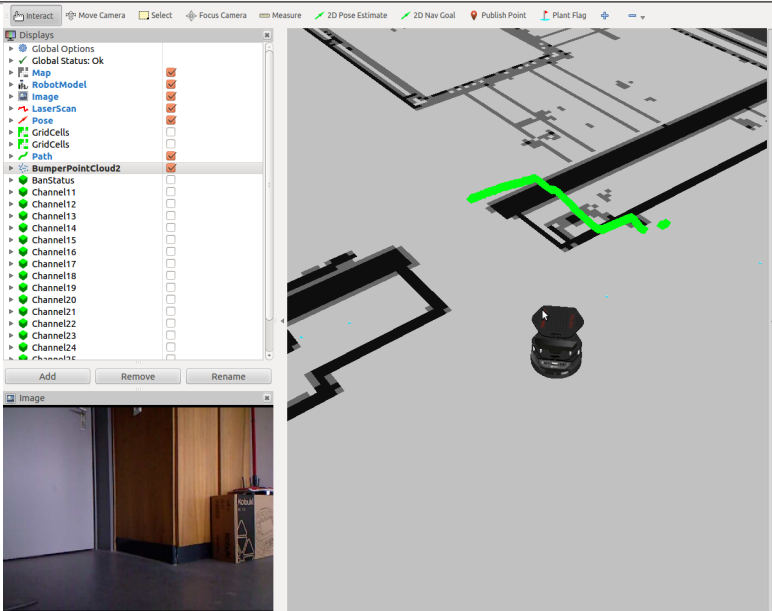 Interact Move Camera Select Focus Camera Measure 2D Pose Estimate 2D Nav Goal Publish Point Plant Flag
Displays
Global Options
Global Status: Ok
Map
RobotModel
Image
LaserScan
Pose
GridCells
GridCells
Path
BumperPointCloud2
BanStatus
Channel11
Channel12
Channel13
Channel14
Channel15
Channel16
Channel17
Channel18
Channel19
Channel20
Channel21
Channel22
Channel23
Channel24
Channel25
Add Remove Rename
Image
Kobuki